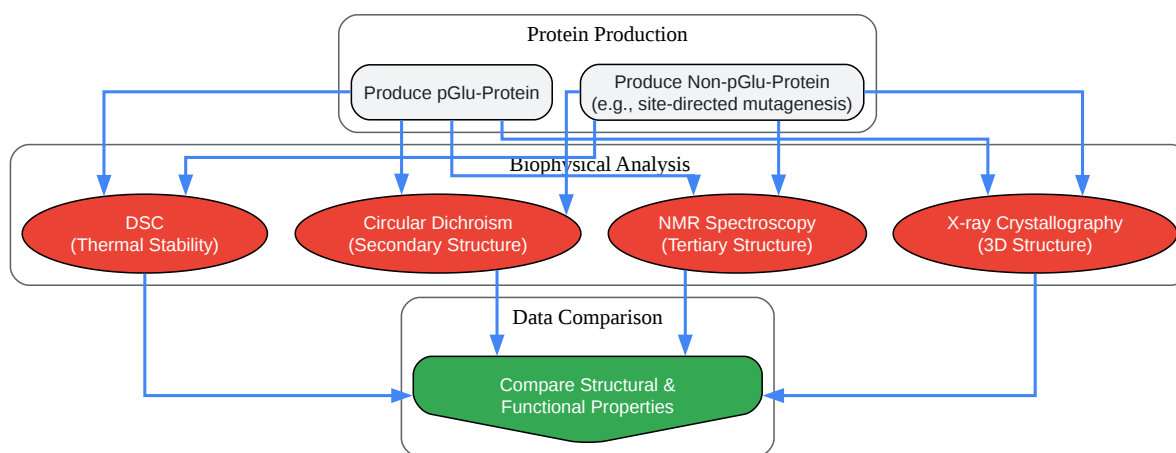 Protein Production
Produce pGlu-Protein
Produce Non-pGlu-Protein
(e.g., site-directed mutagenesis)
Biophysical Analysis
DSC
(Thermal Stability)
Circular Dichroism
(Secondary Structure)
NMR Spectroscopy
(Tertiary Structure)
X-ray Crystallography
(3D Structure)
Data Comparison
Compare Structural &
Functional Properties